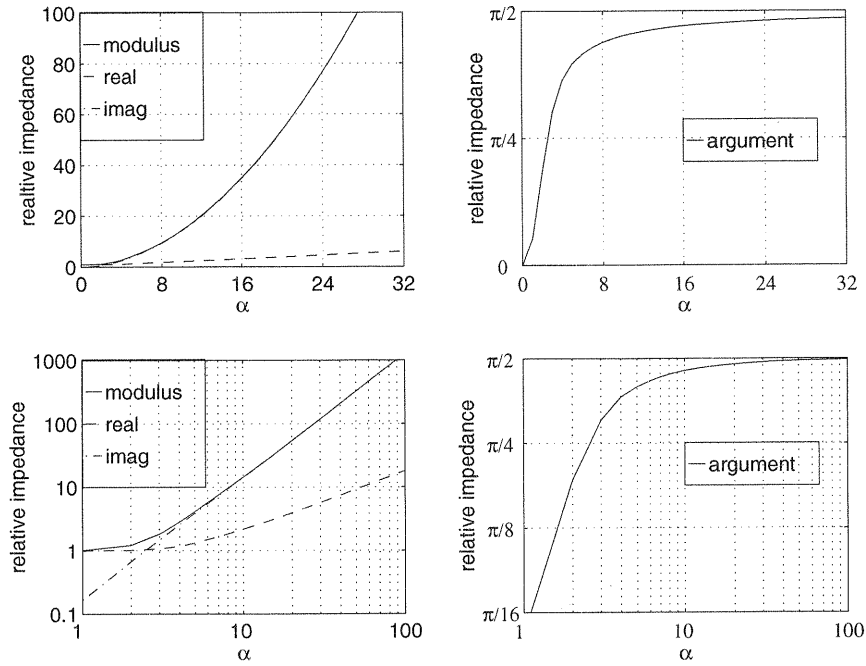 realtive impedance
100
80
60
40
20
0
modulus
real
imag
0
8
16
24
32
α
relative impedance
π/2
π/4
0
argument
0
8
16
24
32
α
relative impedance
1000
100
10
1
0.1
modulus
real
imag
1
10
100
α
relative impedance
π/2
π/4
π/8
π/16
argument
1
10
100
α